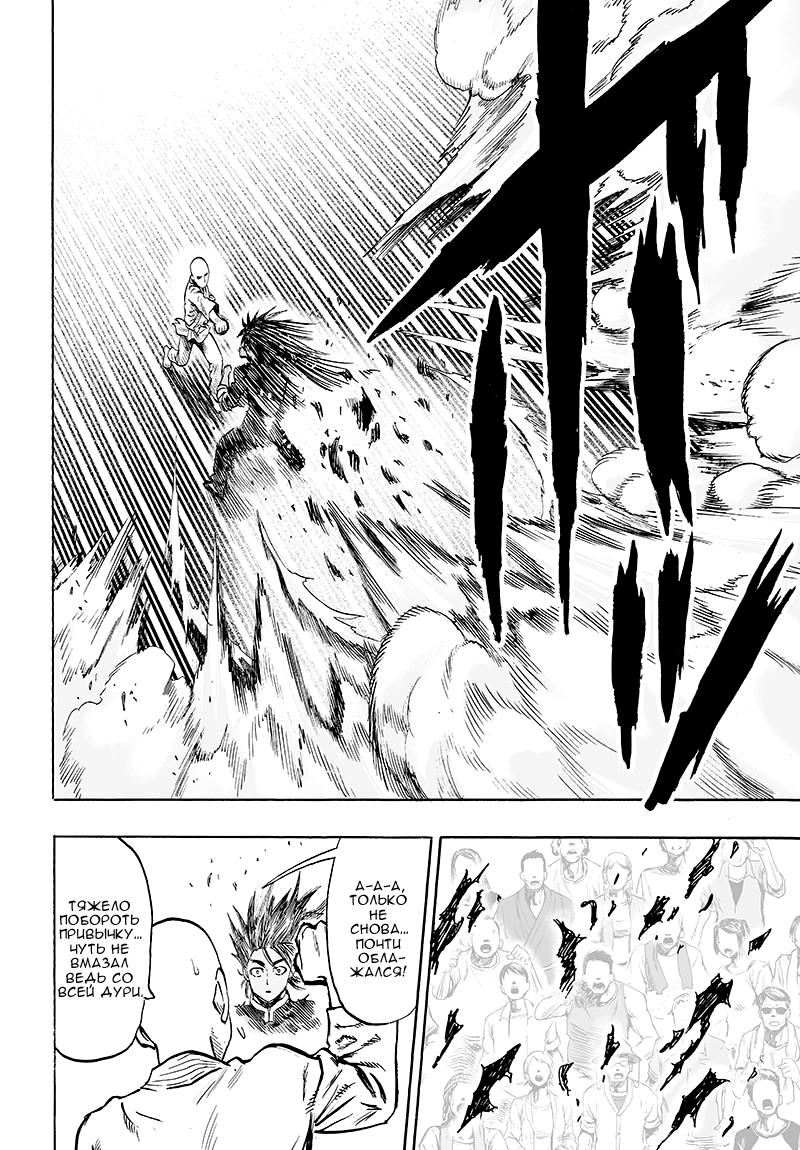 А-А-А,
ТОЛЬКО
НЕ
СНОВА...
ПОЧТИ
ОБЛА-
ЖАЛСЯ!
ТЯЖЕЛО
ПОБОРОТЬ
ПРИВЫЧКУ...
ЧУТЬ НЕ
ВМАЗАЛ
ВЕДЬ СО
ВСЕЙ ДУРИ.